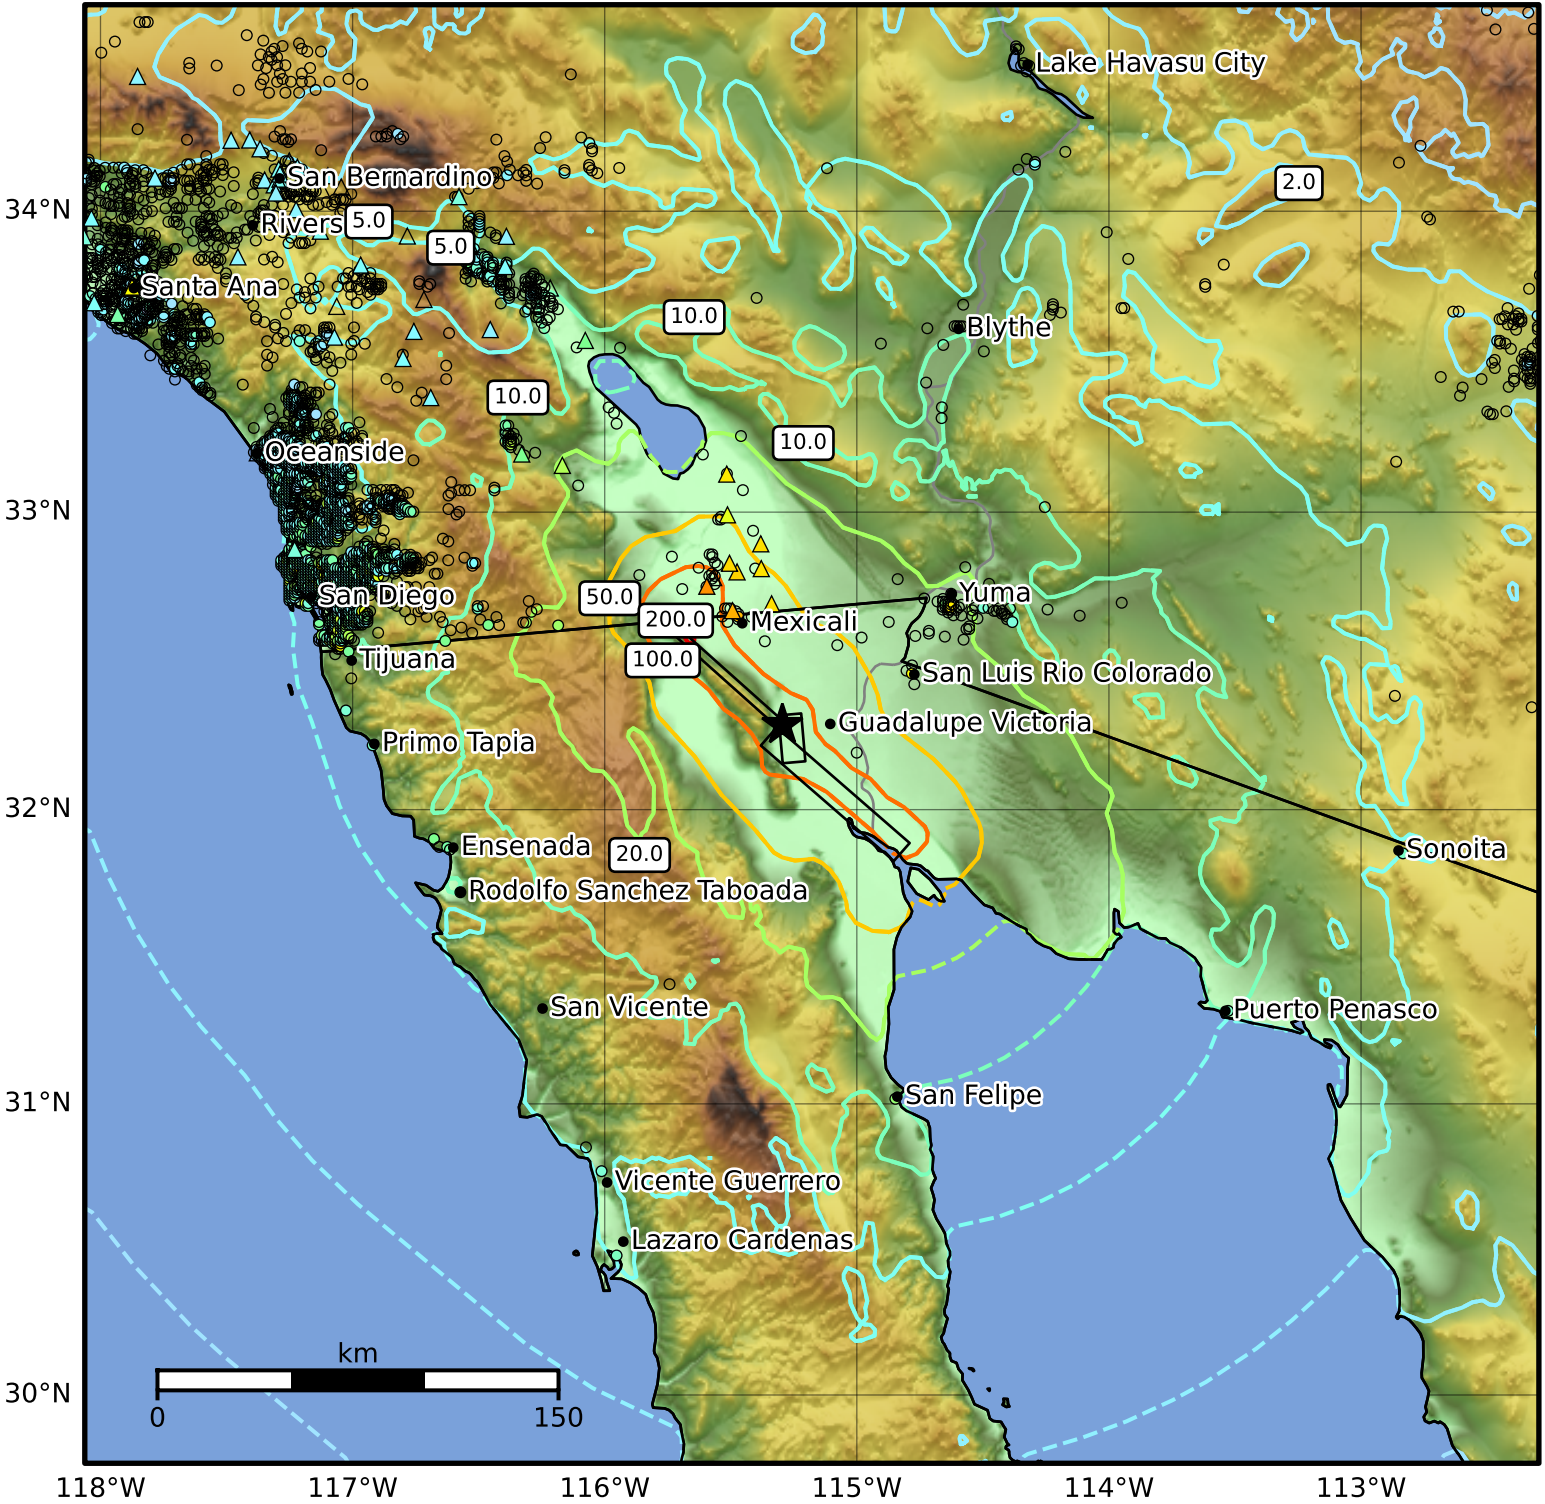 Lake Havasu City
San Bernardino
2.0
34°N
Rivers
5.0
5.0
Santa Ana
10.0
Blythe
10.0
10.0
Oceanside
33°N
San Diego
50.0
Yuma
200.0
Mexicali
Tijuana
100.0
San Luis Rio Colorado
Guadalupe Victoria
Primo Tapia
32°N
Ensenada
20.0
Sonoita
Rodolfo Sanchez Taboada
San Vicente
Puerto Penasco
31°N
San Felipe
Vicente Guerrero
Lazaro Cardenas
km
30°N
0
150
118°W
117°W
116°W
115°W
114°W
113°W